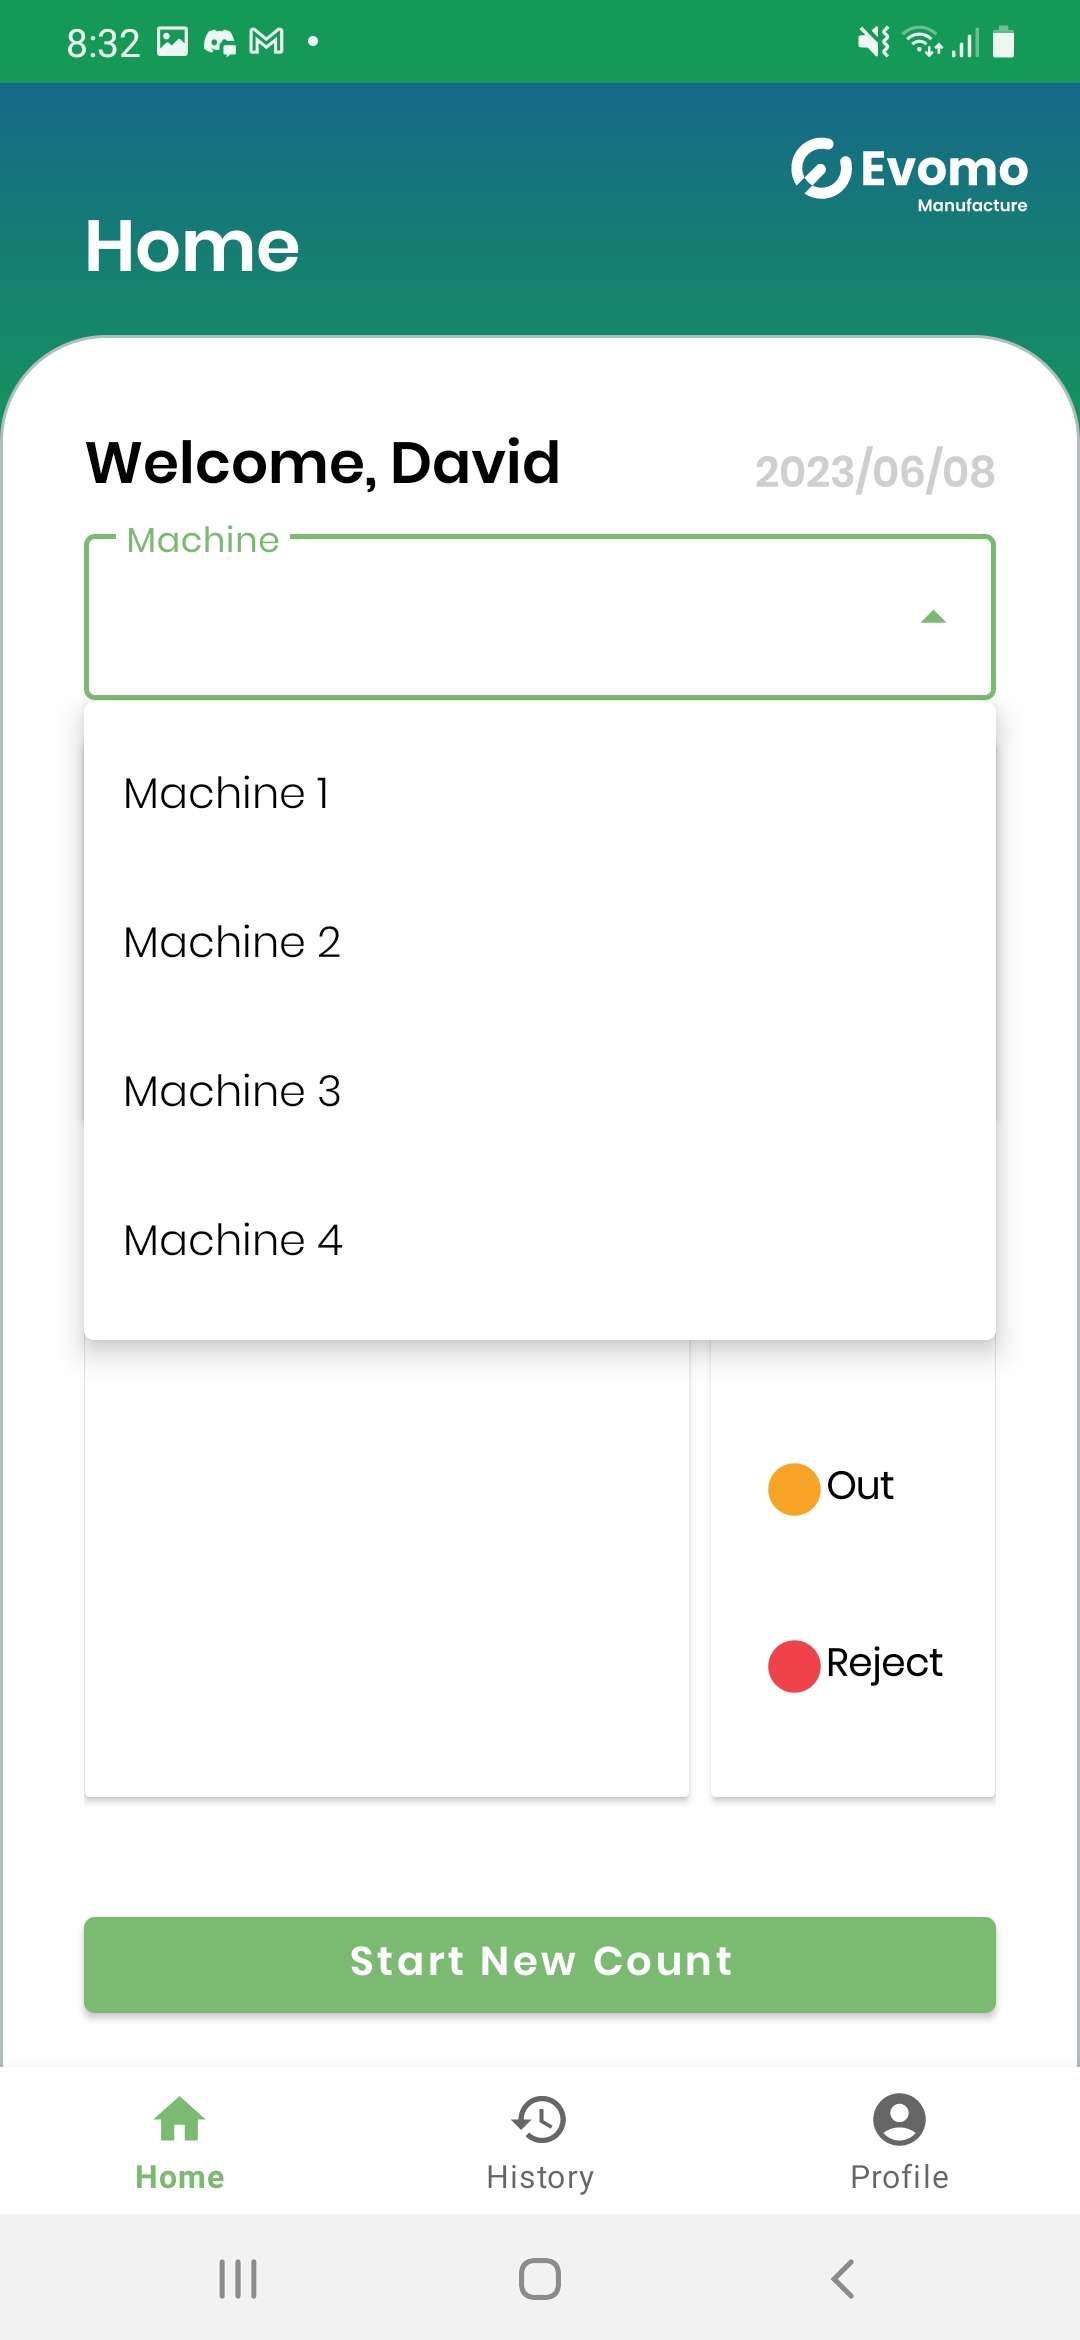 8:32
Evomo
Manufacture
Home
Welcome, David
2023/06/08
Machine
Machine 1
Machine 2
Machine 3
Machine 4
Out
Reject
Start New Count
Home
History
Profile